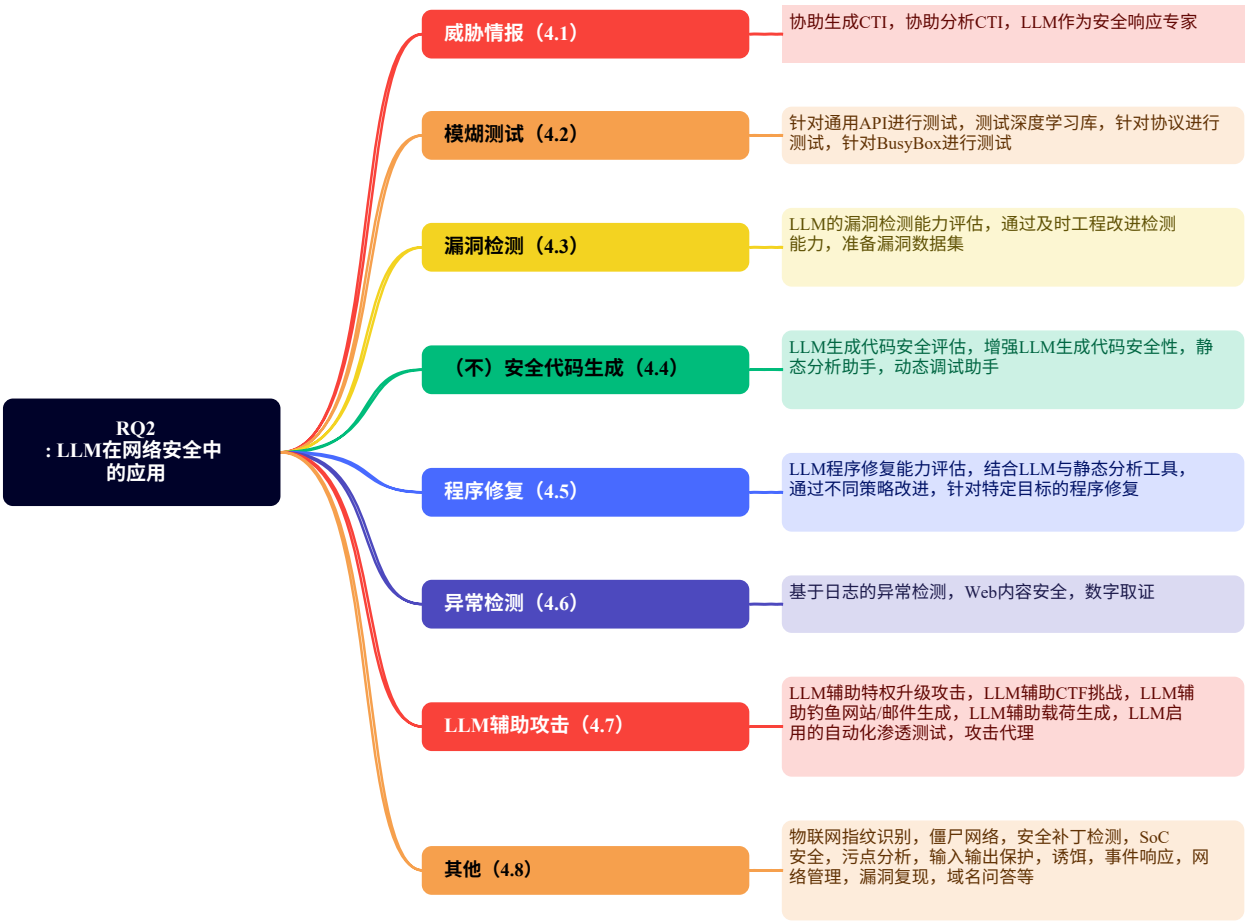 威胁情报（4.1）
协助生成CTI，协助分析CTI，LLM作为安全响应专家
模煳测试（4.2）
针对通用API进行测试，测试深度学习库，针对协议进行
测试，针对BusyBox进行测试
漏洞检测（4.3）
LLM的漏洞检测能力评估，通过及时工程改进检测
能力，准备漏洞数据集
（不）安全代码生成（4.4）
LLM生成代码安全评估，增强LLM生成代码安全性，静
态分析助手，动态调试助手
RQ2
: LLM在网络安全中
的应用
程序修复（4.5）
LLM程序修复能力评估，结合LLM与静态分析工具，
通过不同策略改进，针对特定目标的程序修复
异常检测（4.6）
基于日志的异常检测，Web内容安全，数字取证
LLM辅助攻击（4.7）
LLM辅助特权升级攻击，LLM辅助CTF挑战，LLM辅
助钓鱼网站/邮件生成，LLM辅助载荷生成，LLM启
用的自动化渗透测试，攻击代理
其他（4.8）
物联网指纹识别，僵尸网络，安全补丁检测，SoC
安全，污点分析，输入输出保护，诱饵，事件响应，网
络管理，漏洞复现，域名问答等